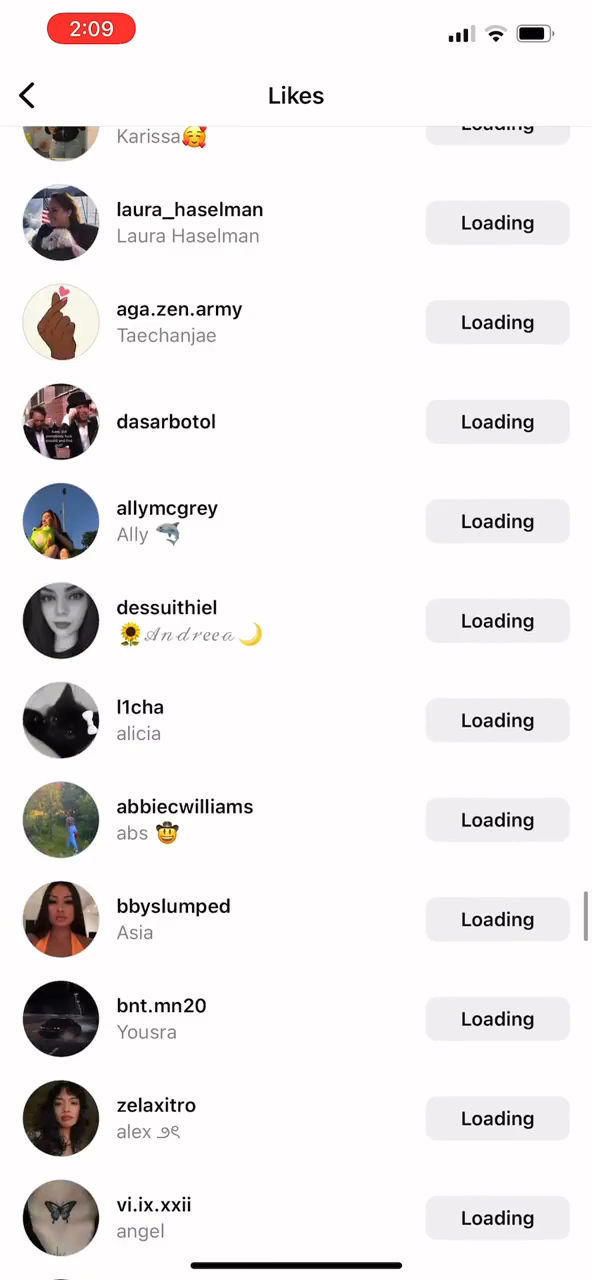 2:09
Likes
Karissa🥰
Loading
laura_haselman
Laura Haselman
Loading
aga.zen.army
Taechanjae
Loading
dasarbotol
Loading
allymcgrey
Ally 🐬
Loading
dessuithiel
🌻𝒜𝓃𝒹𝓇𝑒𝑒𝒶🌙
Loading
l1cha
alicia
Loading
abbiecwilliams
abs 🤠
Loading
bbyslumped
Asia
Loading
bnt.mn20
Yousra
Loading
zelaxitro
alex ୨ৎ
Loading
vi.ix.xxii
angel
Loading